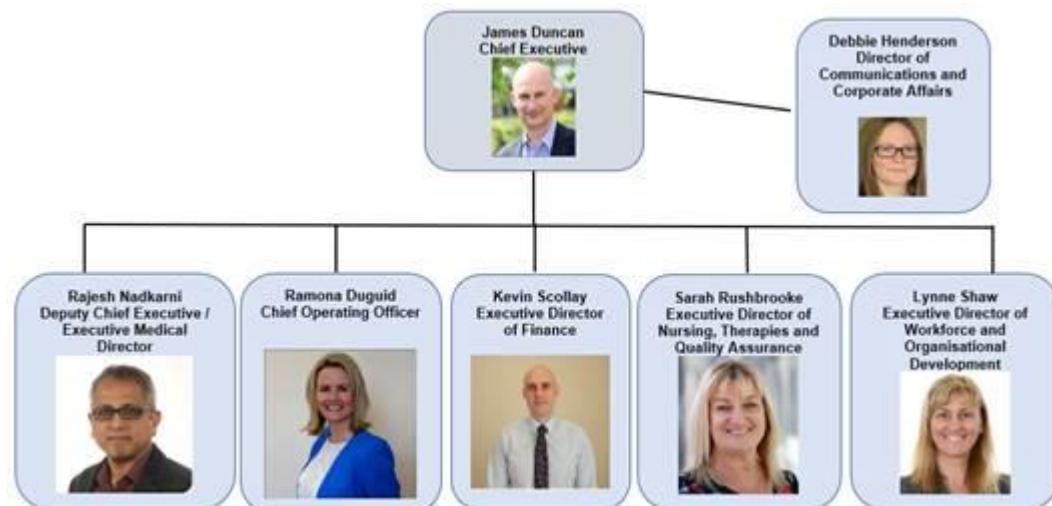 James Duncan
Chief Executive
Debbie Henderson
Director of
Communications and
Corporate Affairs
Rajesh Nadkarni
Deputy Chief Executive /
Executive Medical
Director
Ramona Duguid
Chief Operating Officer
Kevin Scollay
Executive Director
of Finance
Sarah Rushbrooke
Executive Director of
Nursing, Therapies and
Quality Assurance
Lynne Shaw
Executive Director of
Workforce and
Organisational
Development